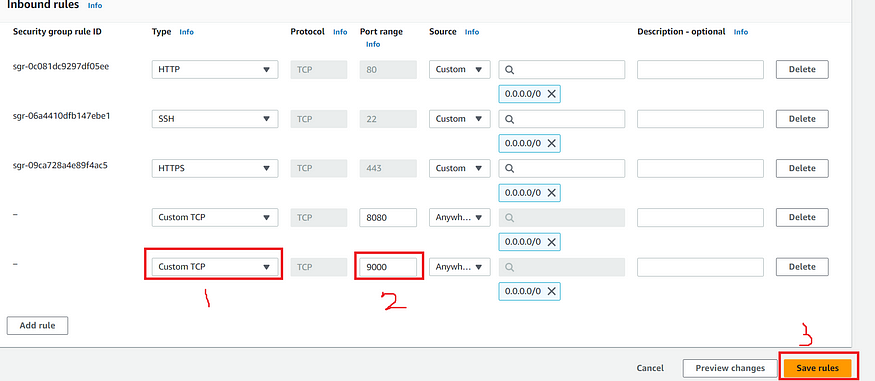 Inbound rules Info
Security group rule ID Type Info Protocol Info Port range Info Source Info Description - optional Info
sgr-0c081dc9297df05ee HTTP TCP 80 Custom Delete
0.0.0.0/0
sgr-06a4410dfb147ebe1 SSH TCP 22 Custom Delete
0.0.0.0/0
sgr-09ca728a4e89f4ac5 HTTPS TCP 443 Custom Delete
0.0.0.0/0
– Custom TCP TCP 8080 Anywh... Delete
0.0.0.0/0
– Custom TCP TCP 9000 Anywh... Delete
0.0.0.0/0
1 2
Add rule
3
Cancel Preview changes Save rules